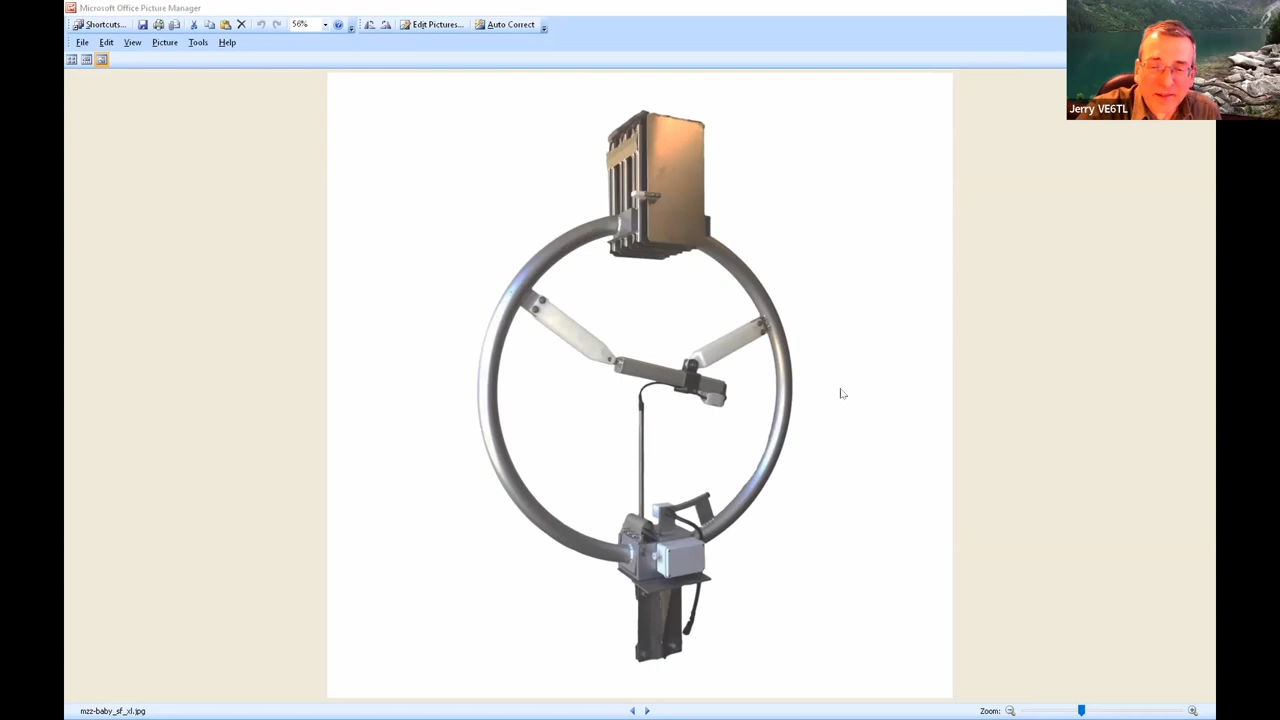 Microsoft Office Picture Manager
Shortcuts... 56% Edit Pictures... Auto Correct
File Edit View Picture Tools Help
Jerry VE6TL
mzz-baby_sf_xl.jpg Zoom: